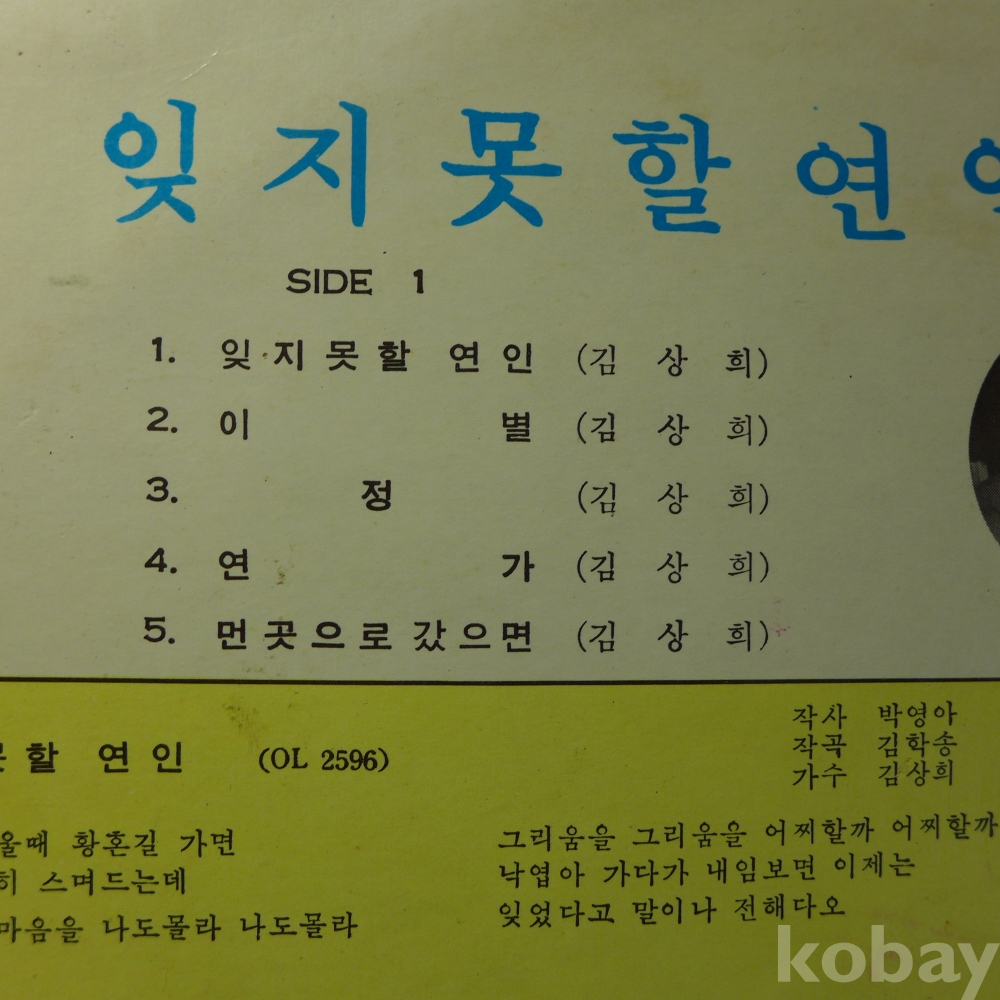 잊지못할연
SIDE 1
1. 잊지못할 연인 (김 상 희)
2. 이 별 (김 상 희)
3. 정 (김 상 희)
4. 연 가 (김 상 희)
5. 먼곳으로 갔으면 (김 상 희)
할 연인 (OL 2596)
작사 박영아
작곡 김학송
가수 김상희
울때 황혼길 가면
히 스며드는데
마음을 나도몰라 나도몰라
그리움을 그리움을 어찌할까 어찌할까
낙엽아 가다가 내임보면 이제는
잊었다고 말이나 전해다오
kobay